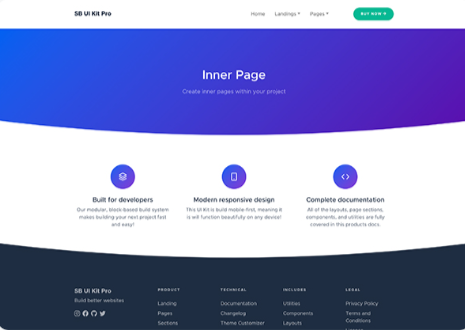 SB UI Kit Pro
Home Landings Pages BUY NOW
Inner Page
Create inner pages within your project
Built for developers
Our modular, block-based build system
makes building your next project fast
and easy!
Modern responsive design
This UI Kit is build mobile-first, meaning it
is will function beautifully on any device!
Complete documentation
All of the layouts, page sections,
components, and utilities are fully
covered in this products docs.
SB UI Kit Pro
Build better websites
PRODUCT
Landing
Pages
Sections
TECHNICAL
Documentation
Changelog
Theme Customizer
INCLUDES
Utilities
Components
Layouts
LEGAL
Privacy Policy
Terms and
Conditions